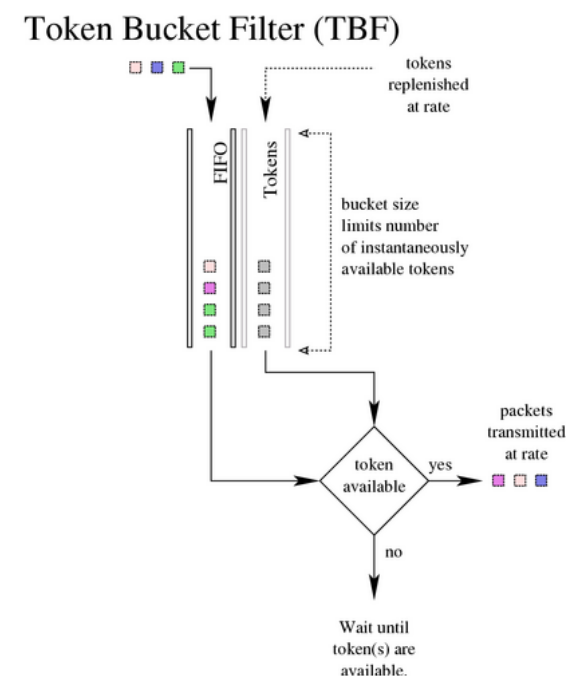 Token Bucket Filter (TBF)
tokens
replenished
at rate
FIFO
Tokens
bucket size
limits number
of instantaneously
available tokens
packets
transmitted
at rate
token
available
yes
no
Wait until
token(s) are
available.